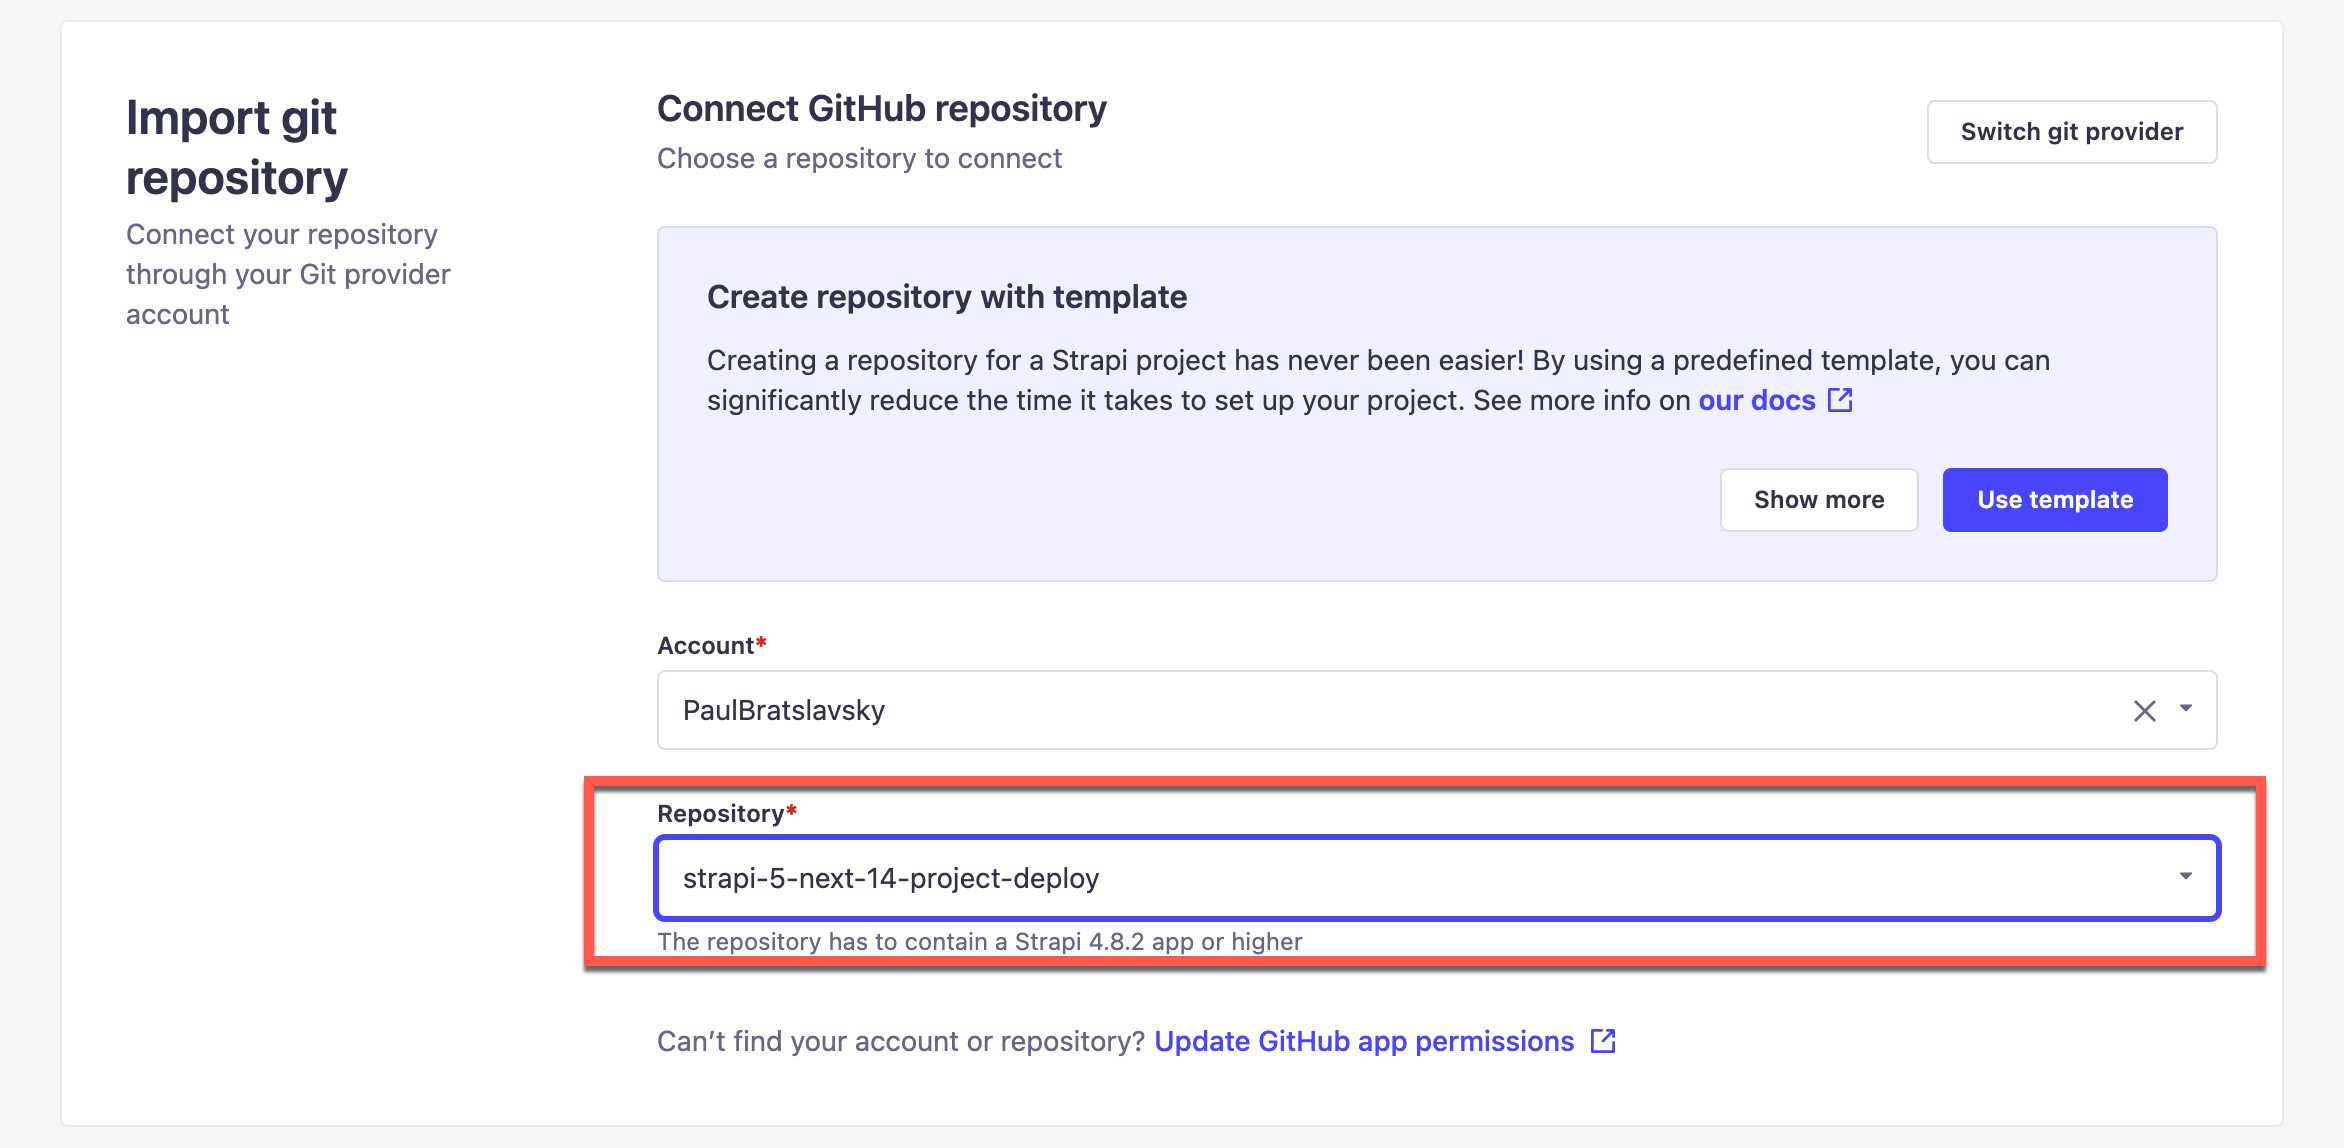 Import git
repository
Connect your repository
through your Git provider
account
Connect GitHub repository
Choose a repository to connect
Switch git provider
Create repository with template
Creating a repository for a Strapi project has never been easier! By using a predefined template, you can
significantly reduce the time it takes to set up your project. See more info on our docs
Show more
Use template
Account*
PaulBratslavsky
Repository*
strapi-5-next-14-project-deploy
The repository has to contain a Strapi 4.8.2 app or higher
Can’t find your account or repository? Update GitHub app permissions